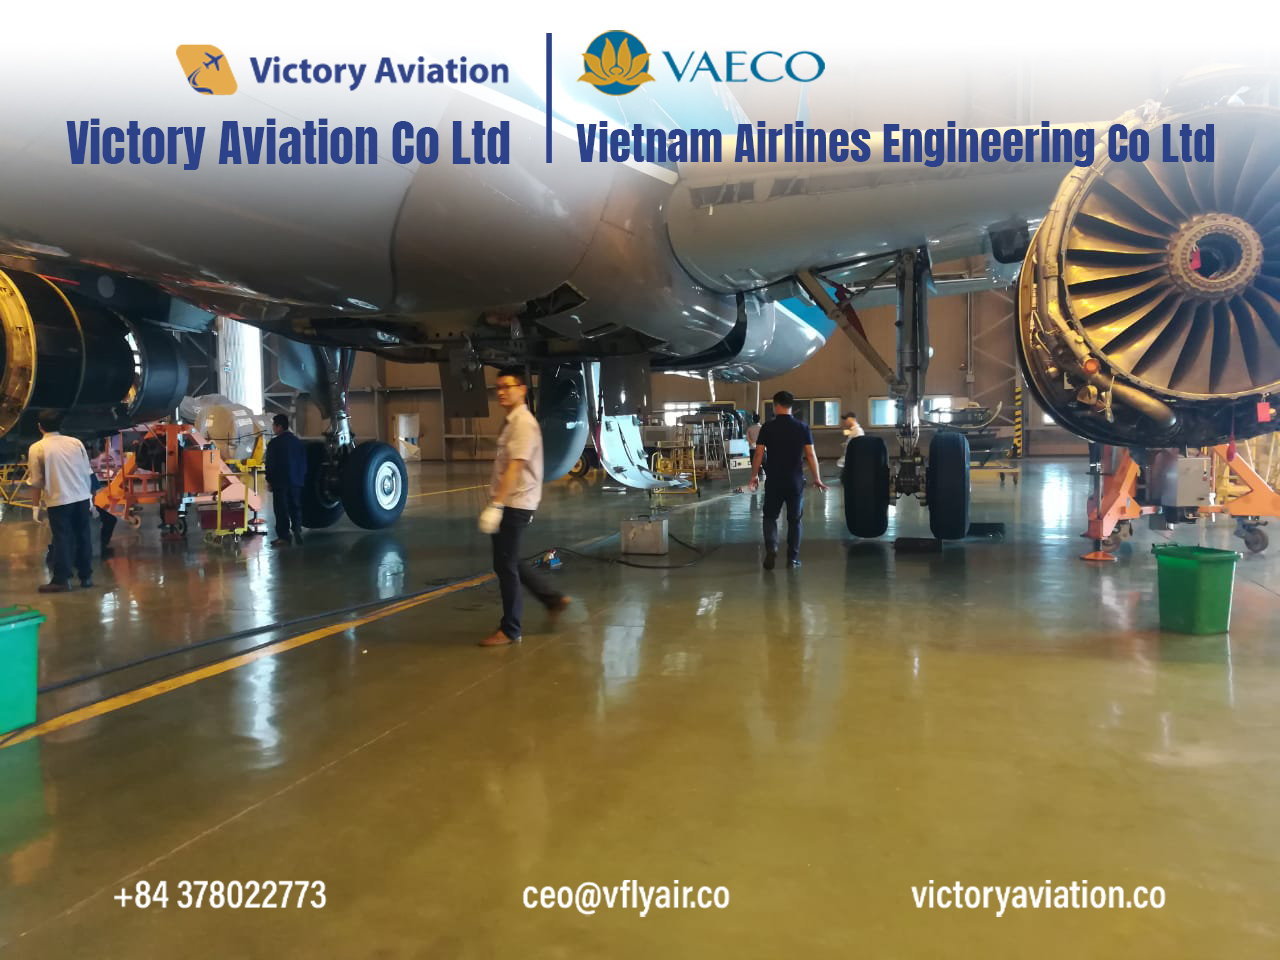 Victory Aviation
VAECO
Victory Aviation Co Ltd
Vietnam Airlines Engineering Co Ltd
+84 378022773
ceo@vflyair.co
victoryaviation.co